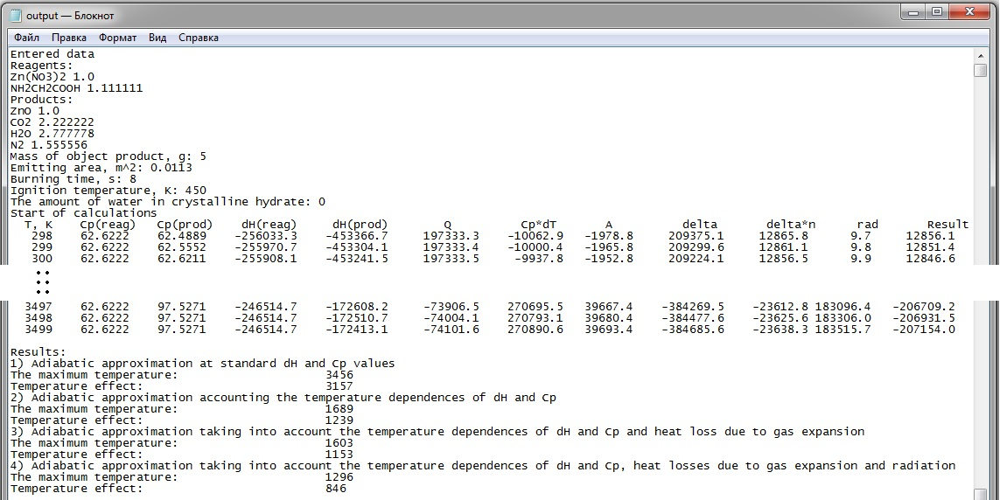 output — Блокнот
Файл Правка Формат Вид Справка
Entered data
Reagents:
Zn(NO3)2 1.0
NH2CH2COOH 1.111111
Products:
ZnO 1.0
CO2 2.222222
H2O 2.777778
N2 1.555556
Mass of object product, g: 5
Emitting area, m^2: 0.0113
Burning time, s: 8
Ignition temperature, K: 450
The amount of water in crystalline hydrate: 0
Start of calculations
T, K Cp(reag) Cp(prod) dH(reag) dH(prod) Q Cp*dT A delta delta*n rad Result
298 62.6222 62.4889 -256033.3 -453366.7 197333.3 -10062.9 -1978.8 209375.1 12865.8 9.7 12856.1
299 62.6222 62.5552 -255970.7 -453304.1 197333.4 -10000.4 -1965.8 209299.6 12861.1 9.8 12851.4
300 62.6222 62.6211 -255908.1 -453241.5 197333.5 -9937.8 -1952.8 209224.1 12856.5 9.9 12846.6
3497 62.6222 97.5271 -246514.7 -172608.2 -73906.5 270695.5 39667.4 -384269.5 -23612.8 183096.4 -206709.2
3498 62.6222 97.5271 -246514.7 -172510.7 -74004.1 270793.1 39680.4 -384477.6 -23625.6 183306.0 -206931.5
3499 62.6222 97.5271 -246514.7 -172413.1 -74101.6 270890.6 39693.4 -384685.6 -23638.3 183515.7 -207154.0
Results:
1) Adiabatic approximation at standard dH and Cp values
The maximum temperature: 3456
Temperature effect: 3157
2) Adiabatic approximation accounting the temperature dependences of dH and Cp
The maximum temperature: 1689
Temperature effect: 1239
3) Adiabatic approximation taking into account the temperature dependences of dH and Cp and heat loss due to gas expansion
The maximum temperature: 1603
Temperature effect: 1153
4) Adiabatic approximation taking into account the temperature dependences of dH and Cp, heat losses due to gas expansion and radiation
The maximum temperature: 1296
Temperature effect: 846